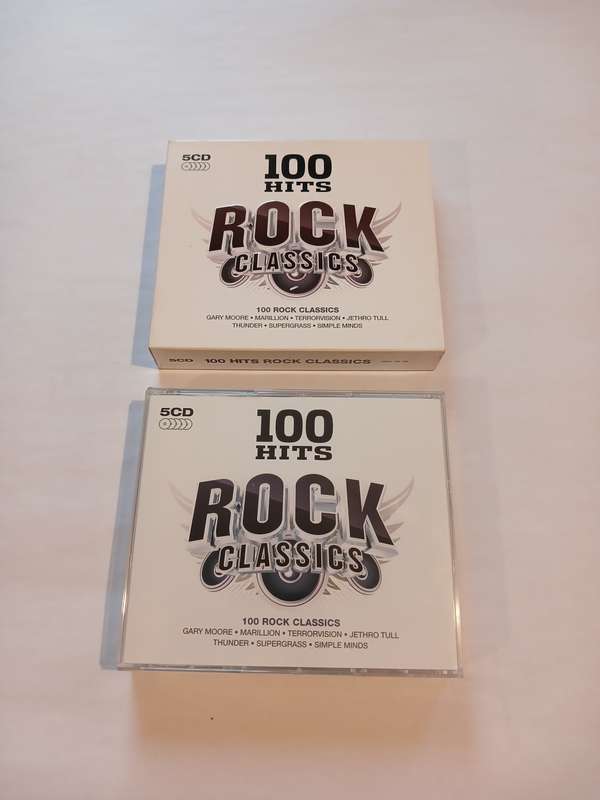 5CD
100
HITS
ROCK
CLASSICS
100 ROCK CLASSICS
GARY MOORE • MARILLION • TERRORVISION • JETHRO TULL
THUNDER • SUPERGRASS • SIMPLE MINDS
5CD 100 HITS ROCK CLASSICS
5CD
100
HITS
ROCK
CLASSICS
100 ROCK CLASSICS
GARY MOORE • MARILLION • TERRORVISION • JETHRO TULL
THUNDER • SUPERGRASS • SIMPLE MINDS